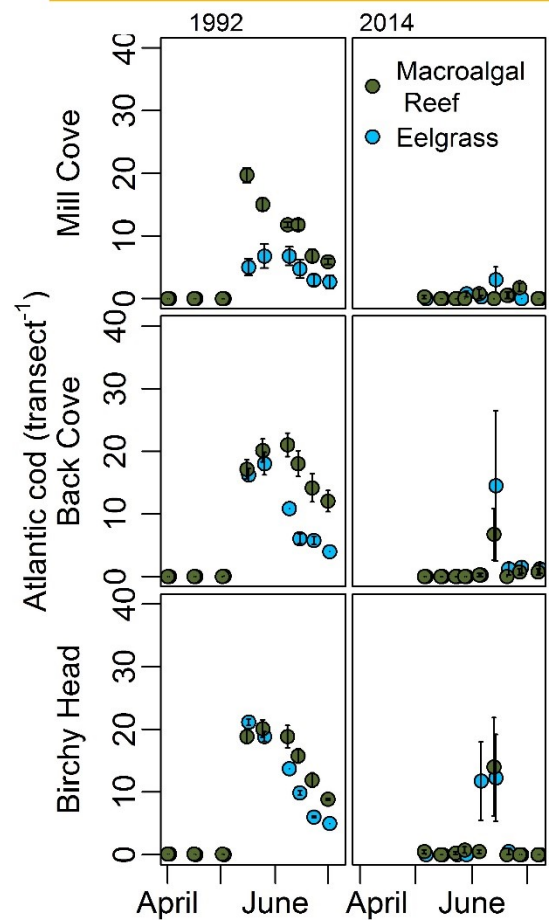 1992 2014
Macroalgal
Reef
Eelgrass
Atlantic cod (transect⁻¹)
Mill Cove
40
30
20
10
0
Back Cove
40
30
20
10
0
Birchy Head
40
30
20
10
0
April June April June